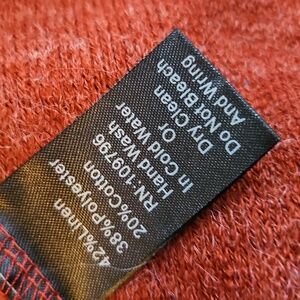 42%Linen
38%Polyester
20%Cotton
RN:109796
Hand Wash
In Cold Water
Or
Dry Clean
Do Not Bleach
And Wring